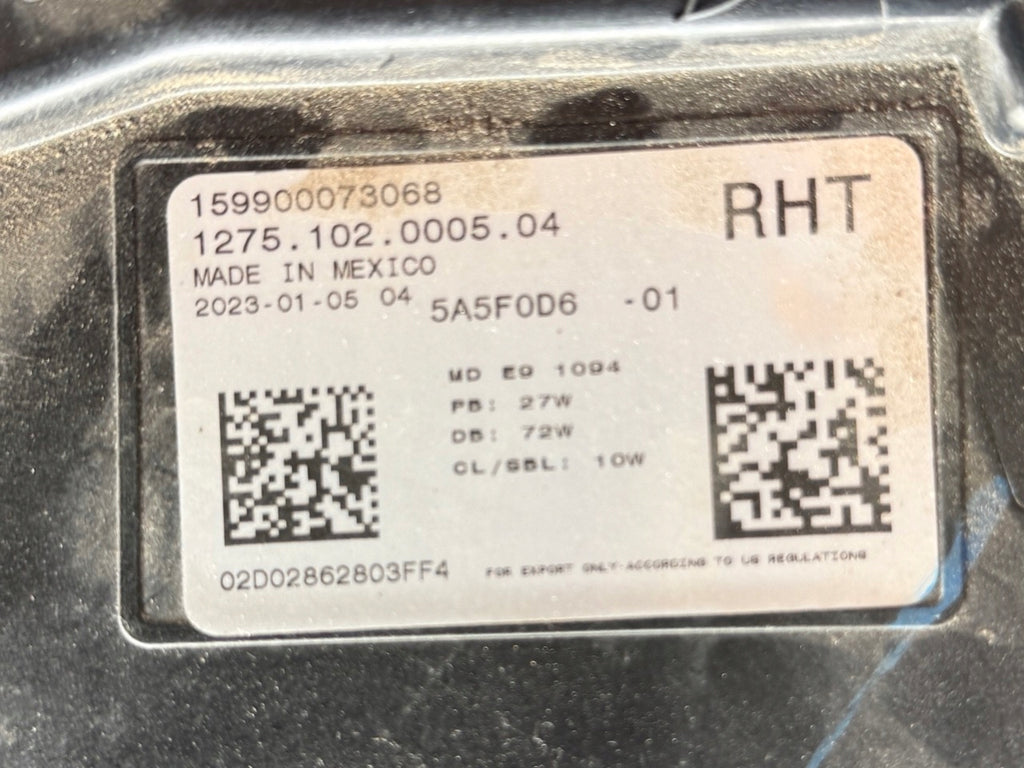 159900073068
RHT
1275.102.0005.04
MADE IN MEXICO
2023-01-05 04 5A5F0D6 -01
MD E9 1094
PB: 27W
DB: 72W
CL/SBL: 10W
02D02862803FF4
FOR EXPORT ONLY-ACCORDING TO US REGULATIONS